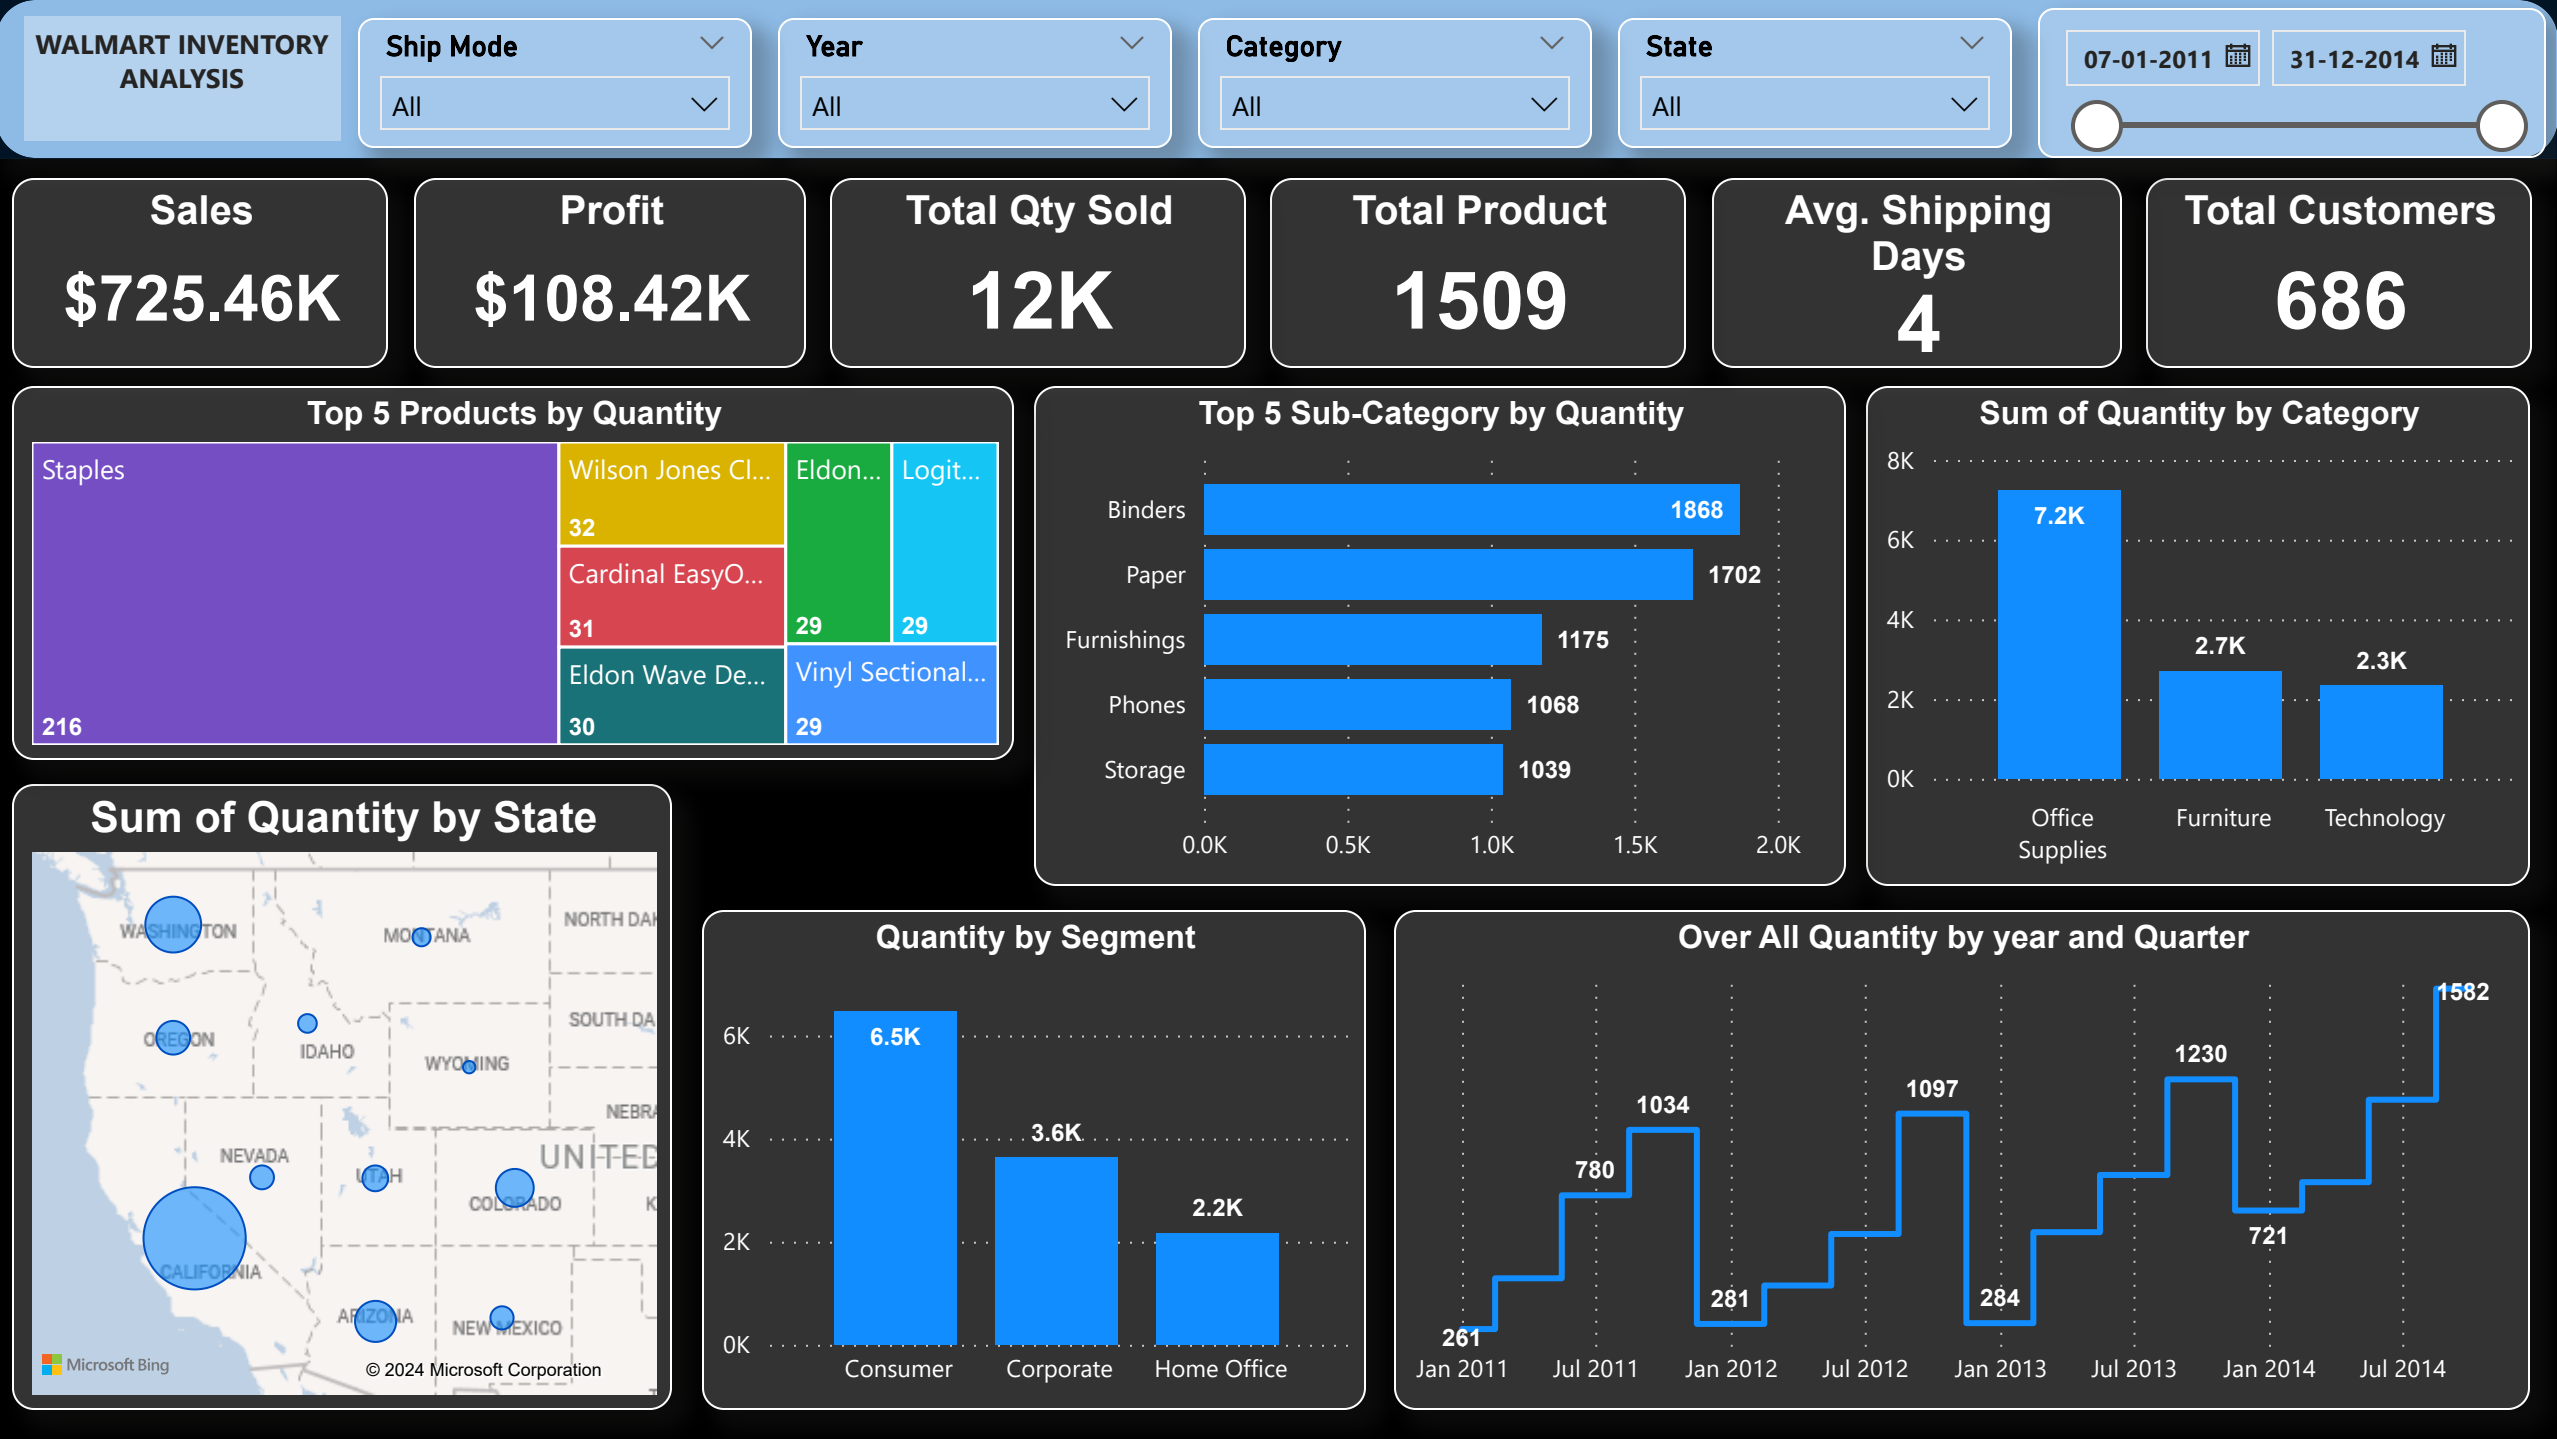 WALMART INVENTORY
ANALYSIS
Ship Mode
All
Year
All
Category
All
State
All
07-01-2011
31-12-2014
Sales
$725.46K
Profit
$108.42K
Total Qty Sold
12K
Total Product
1509
Avg. Shipping
Days
4
Total Customers
686
Top 5 Products by Quantity
Staples
216
Wilson Jones Cl...
32
Cardinal EasyO...
31
Eldon Wave De...
30
Eldon...
29
Logit...
29
Vinyl Sectional...
29
Top 5 Sub-Category by Quantity
Binders
1868
Paper
1702
Furnishings
1175
Phones
1068
Storage
1039
0.0K
0.5K
1.0K
1.5K
2.0K
Sum of Quantity by Category
8K
6K
4K
2K
0K
7.2K
2.7K
2.3K
Office
Supplies
Furniture
Technology
Sum of Quantity by State
WASHINGTON
MONTANA
NORTH DAK
OREGON
IDAHO
WYOMING
SOUTH DA
NEBRA
NEVADA
UTAH
UNITED
COLORADO
K
CALIFORNIA
ARIZONA
NEW MEXICO
Microsoft Bing
© 2024 Microsoft Corporation
Quantity by Segment
6K
4K
2K
0K
6.5K
3.6K
2.2K
Consumer
Corporate
Home Office
Over All Quantity by year and Quarter
261
780
1034
281
1097
284
1230
721
1582
Jan 2011
Jul 2011
Jan 2012
Jul 2012
Jan 2013
Jul 2013
Jan 2014
Jul 2014